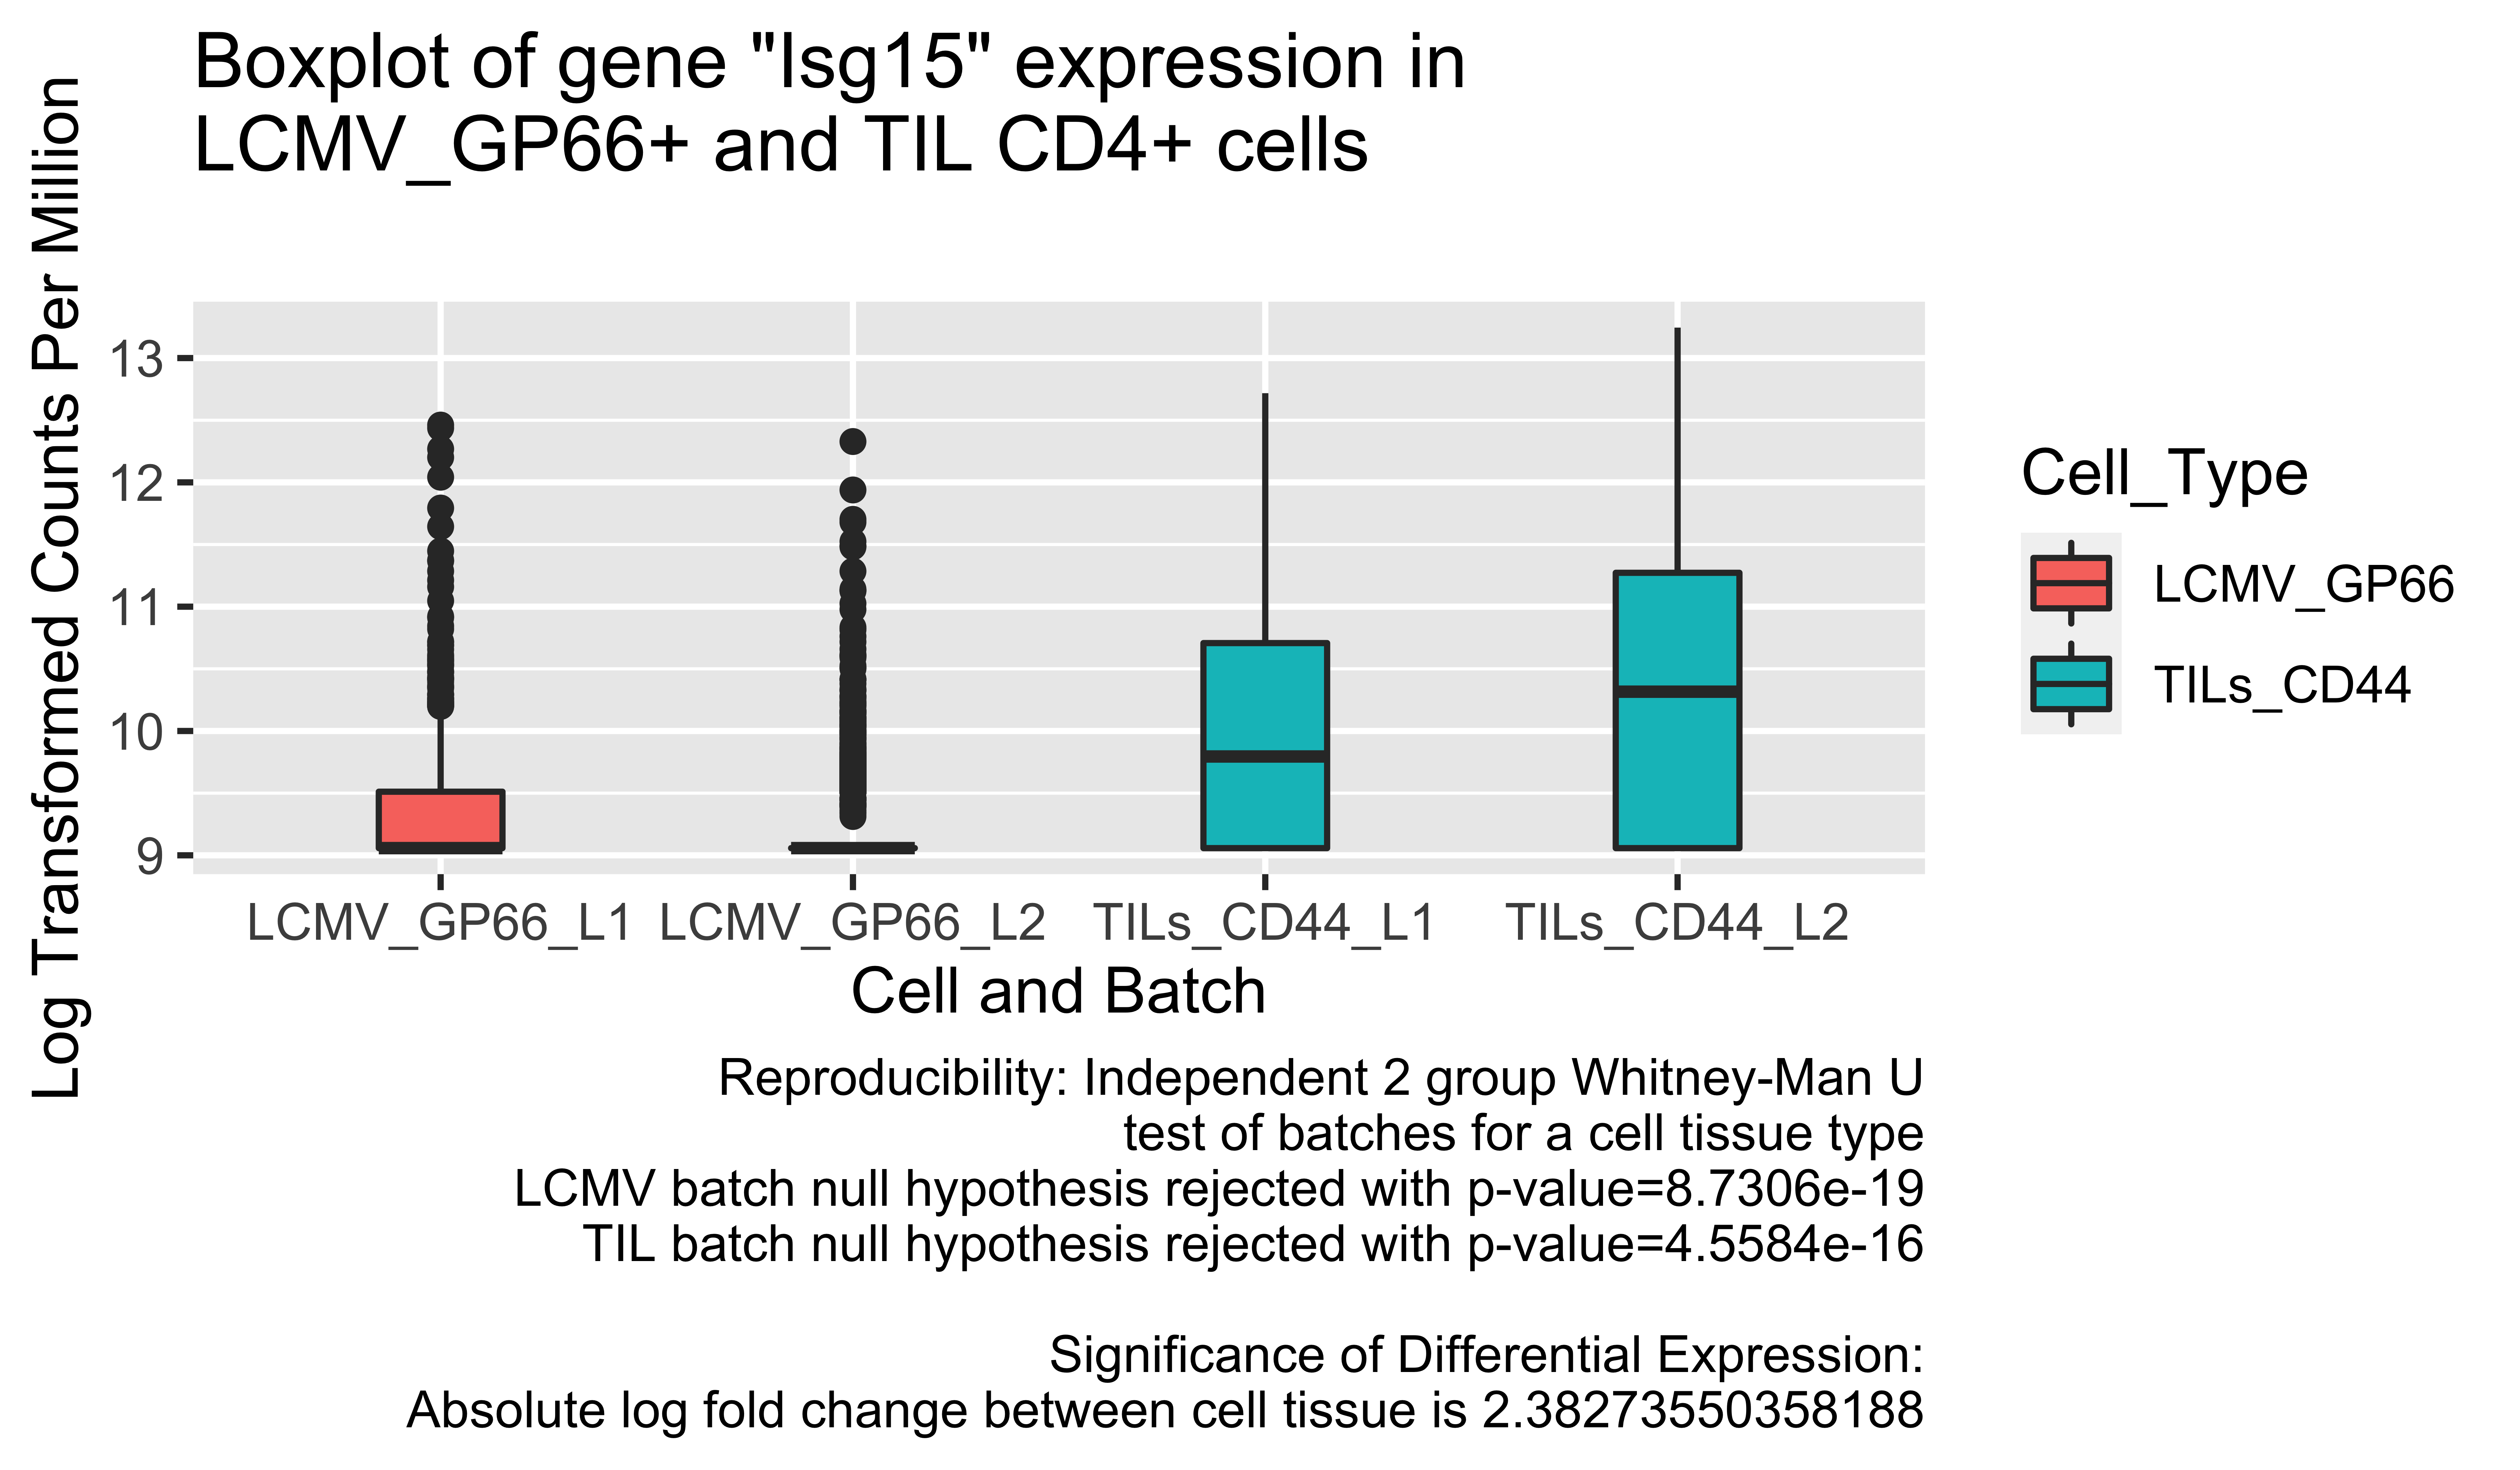 Boxplot of gene "Isg15" expression in
LCMV_GP66+ and TIL CD4+ cells
Log Transformed Counts Per Million
13
12
11
10
9
LCMV_GP66_L1 LCMV_GP66_L2 TILs_CD44_L1 TILs_CD44_L2
Cell and Batch
Cell_Type
LCMV_GP66
TILs_CD44
Reproducibility: Independent 2 group Whitney-Man U
test of batches for a cell tissue type
LCMV batch null hypothesis rejected with p-value=8.7306e-19
TIL batch null hypothesis rejected with p-value=4.5584e-16
Significance of Differential Expression:
Absolute log fold change between cell tissue is 2.38273550358188